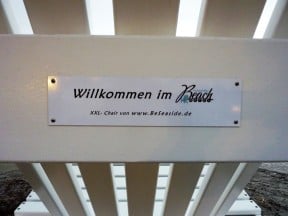 Willkommen im Beach
XXL- Chair von www.BeSeaside.de